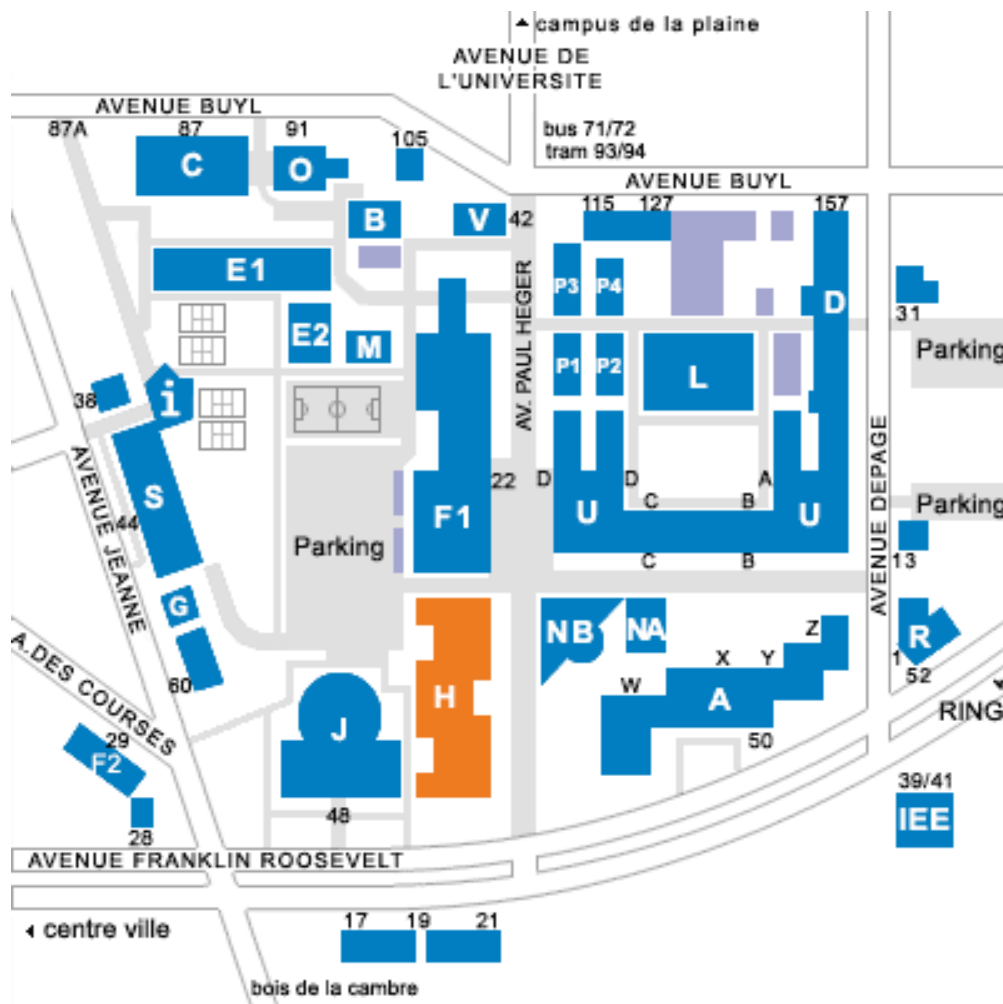 campus de la plaine
AVENUE DE
L'UNIVERSITE
AVENUE BUYL
87A
87
91
105
bus 71/72
tram 93/94
AVENUE BUYL
C
O
B
V
42
115
127
157
E1
P3
P4
D
AV. PAUL HEGER
31
Parking
E2
M
P1
P2
L
38
i
AVENUE JEANNE
S
44
22
D
D
A
C
B
AVENUE DEPAGE
Parking
F1
U
U
Parking
C
B
13
G
60
NB
NA
Z
R
1
52
X
Y
W
H
A
RING
A.DES COURSES
29
F2
J
50
39/41
IEE
28
48
AVENUE FRANKLIN ROOSEVELT
centre ville
17
19
21
bois de la cambre